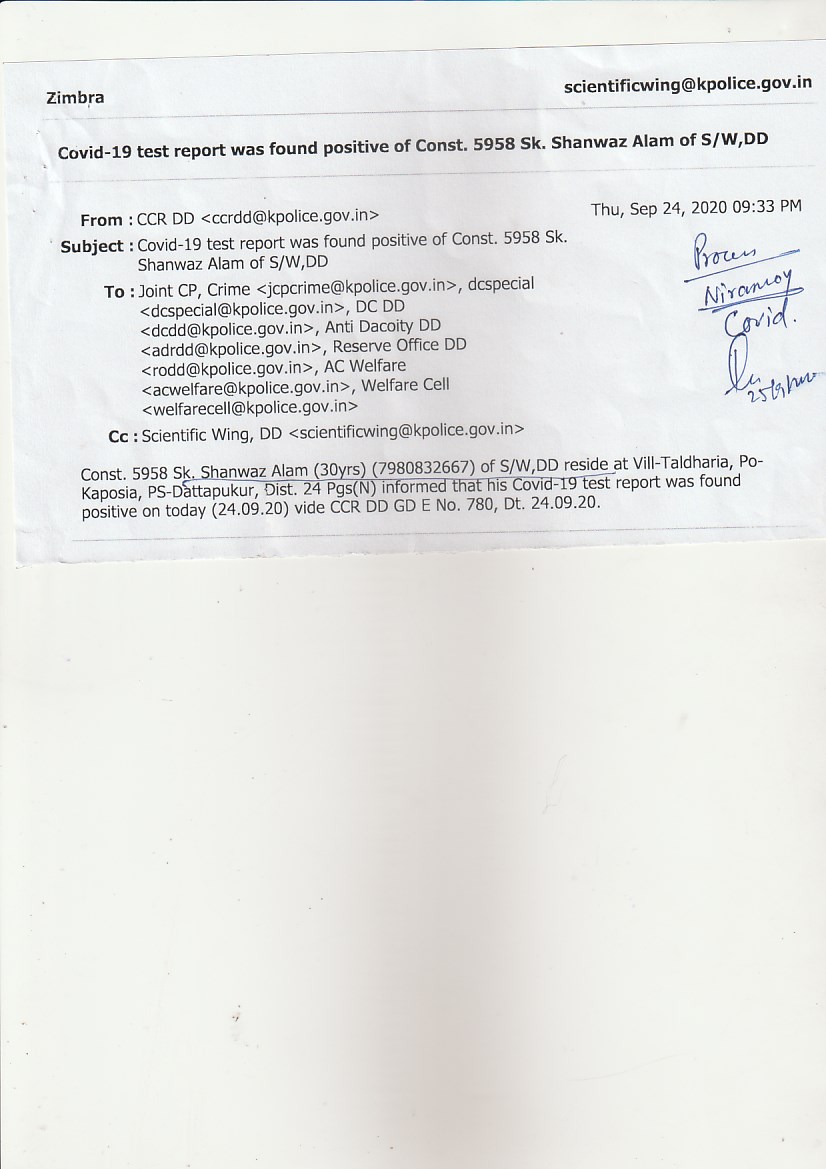 Zimbra
scientificwing@kpolice.gov.in
Covid-19 test report was found positive of Const. 5958 Sk. Shanwaz Alam of S/W,DD
From : CCR DD <ccrdd@kpolice.gov.in>
Thu, Sep 24, 2020 09:33 PM
Subject : Covid-19 test report was found positive of Const. 5958 Sk.
Shanwaz Alam of S/W,DD
To : Joint CP, Crime <jcpcrime@kpolice.gov.in>, dcspecial
<dcspecial@kpolice.gov.in>, DC DD
<dcdd@kpolice.gov.in>, Anti Dacoity DD
<adrdd@kpolice.gov.in>, Reserve Office DD
<rodd@kpolice.gov.in>, AC Welfare
<acwelfare@kpolice.gov.in>, Welfare Cell
<welfarecell@kpolice.gov.in>
Cc : Scientific Wing, DD <scientificwing@kpolice.gov.in>
Niramoy
Covid.
Const. 5958 Sk. Shanwaz Alam (30yrs) (7980832667) of S/W,DD reside at Vill-Taldharia, Po-
Kaposia, PS-Dattapukur, Dist. 24 Pgs(N) informed that his Covid-19 test report was found
positive on today (24.09.20) vide CCR DD GD E No. 780, Dt. 24.09.20.